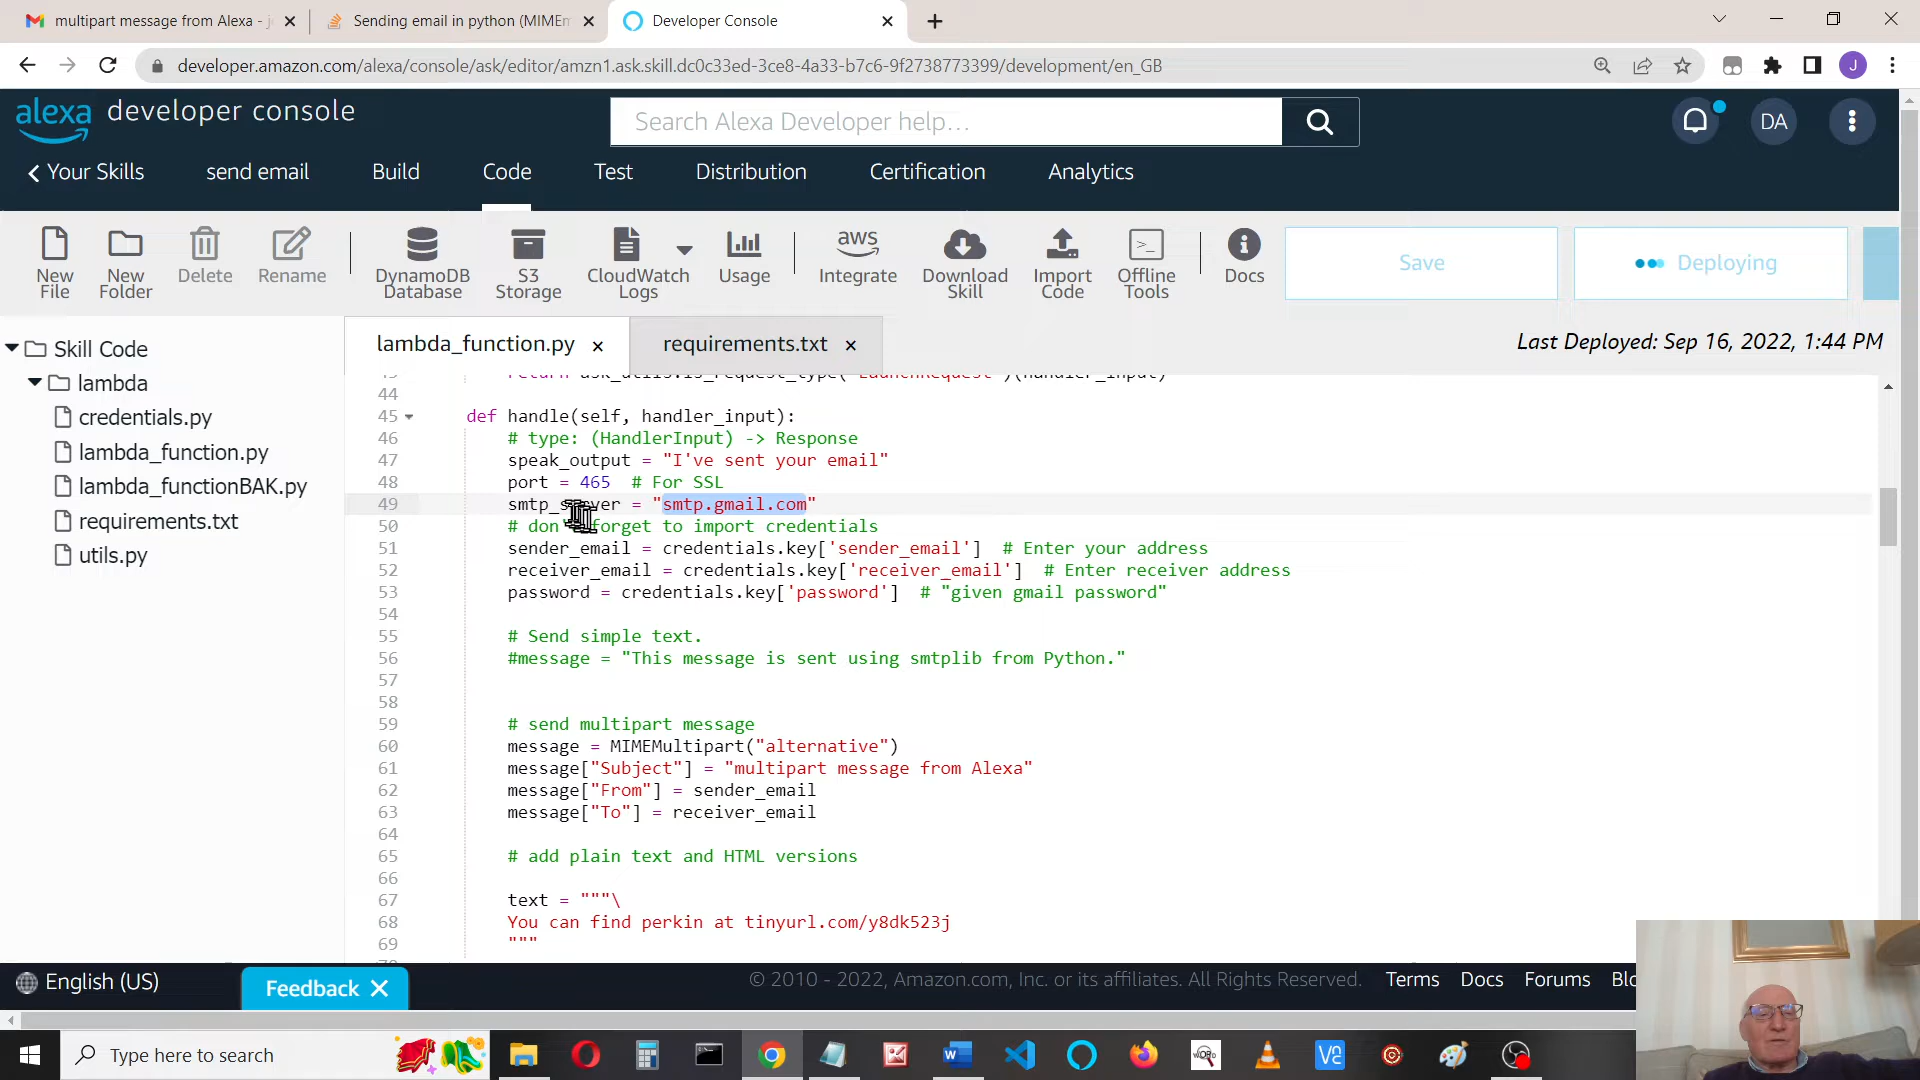 multipart message from Alexa - j
Sending email in python (MIMEm
Developer Console
developer.amazon.com/alexa/console/ask/editor/amzn1.ask.skill.dc0c33ed-3ce8-4a33-b7c6-9f2738773399/development/en_GB
J
alexa developer console
Search Alexa Developer help...
DA
Your Skills
send email
Build
Code
Test
Distribution
Certification
Analytics
New File
New Folder
Delete
Rename
DynamoDB Database
S3 Storage
CloudWatch Logs
Usage
aws
Integrate
Download Skill
Import Code
Offline Tools
Docs
Save
Deploying
Skill Code
lambda
credentials.py
lambda_function.py
lambda_functionBAK.py
requirements.txt
utils.py
lambda_function.py
requirements.txt
Last Deployed: Sep 16, 2022, 1:44 PM
43 return ask_utils.is_request_type("LaunchRequest")(handler_input)
44
45 def handle(self, handler_input):
46 # type: (HandlerInput) -> Response
47 speak_output = "I've sent your email"
48 port = 465 # For SSL
49 smtp_server = "smtp.gmail.com"
50 # don't forget to import credentials
51 sender_email = credentials.key['sender_email'] # Enter your address
52 receiver_email = credentials.key['receiver_email'] # Enter receiver address
53 password = credentials.key['password'] # "given gmail password"
54
55 # Send simple text.
56 #message = "This message is sent using smtplib from Python."
57
58
59 # send multipart message
60 message = MIMEMultipart("alternative")
61 message["Subject"] = "multipart message from Alexa"
62 message["From"] = sender_email
63 message["To"] = receiver_email
64
65 # add plain text and HTML versions
66
67 text = """\
68 You can find perkin at tinyurl.com/y8dk523j
69 """
English (US)
Feedback
© 2010 - 2022, Amazon.com, Inc. or its affiliates. All Rights Reserved.
Terms
Docs
Forums
Blo
Type here to search